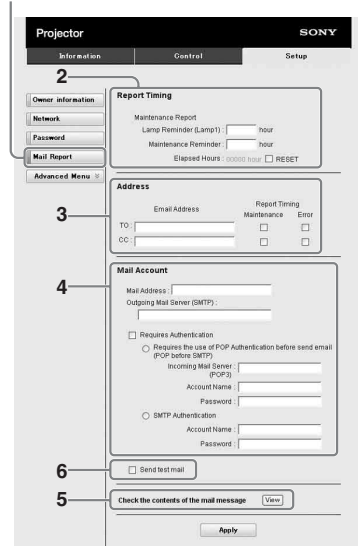 Projector
SONY
Information Control Setup
2
Owner information
Network
Password
Mail Report
Advanced Menu
Report Timing
Maintenance Report
Lamp Reminder (Lamp1) : hour
Maintenance Reminder : hour
Elapsed Hours : 00000 hour RESET
Address
3
Email Address
Report Timing
Maintenance Error
TO :
CC :
4
Mail Account
Mail Address :
Outgoing Mail Server (SMTP) :
Requires Authentication
Requires the use of POP Authentication before send email
(POP before SMTP)
Incoming Mail Server :
(POP3)
Account Name :
Password :
SMTP Authentication
Account Name :
Password :
6
Send test mail
5
Check the contents of the mail message View
Apply